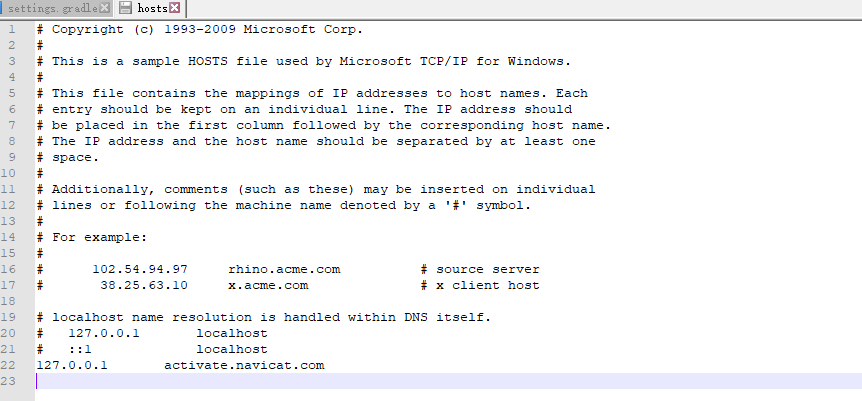 settings.gradle hosts
1 # Copyright (c) 1993-2009 Microsoft Corp.
2 #
3 # This is a sample HOSTS file used by Microsoft TCP/IP for Windows.
4 #
5 # This file contains the mappings of IP addresses to host names. Each
6 # entry should be kept on an individual line. The IP address should
7 # be placed in the first column followed by the corresponding host name.
8 # The IP address and the host name should be separated by at least one
9 # space.
10 #
11 # Additionally, comments (such as these) may be inserted on individual
12 # lines or following the machine name denoted by a '#' symbol.
13 #
14 # For example:
15 #
16 #      102.54.94.97     rhino.acme.com          # source server
17 #       38.25.63.10     x.acme.com              # x client host
18
19 # localhost name resolution is handled within DNS itself.
20 #   127.0.0.1       localhost
21 #   ::1             localhost
22 127.0.0.1       activate.navicat.com
23